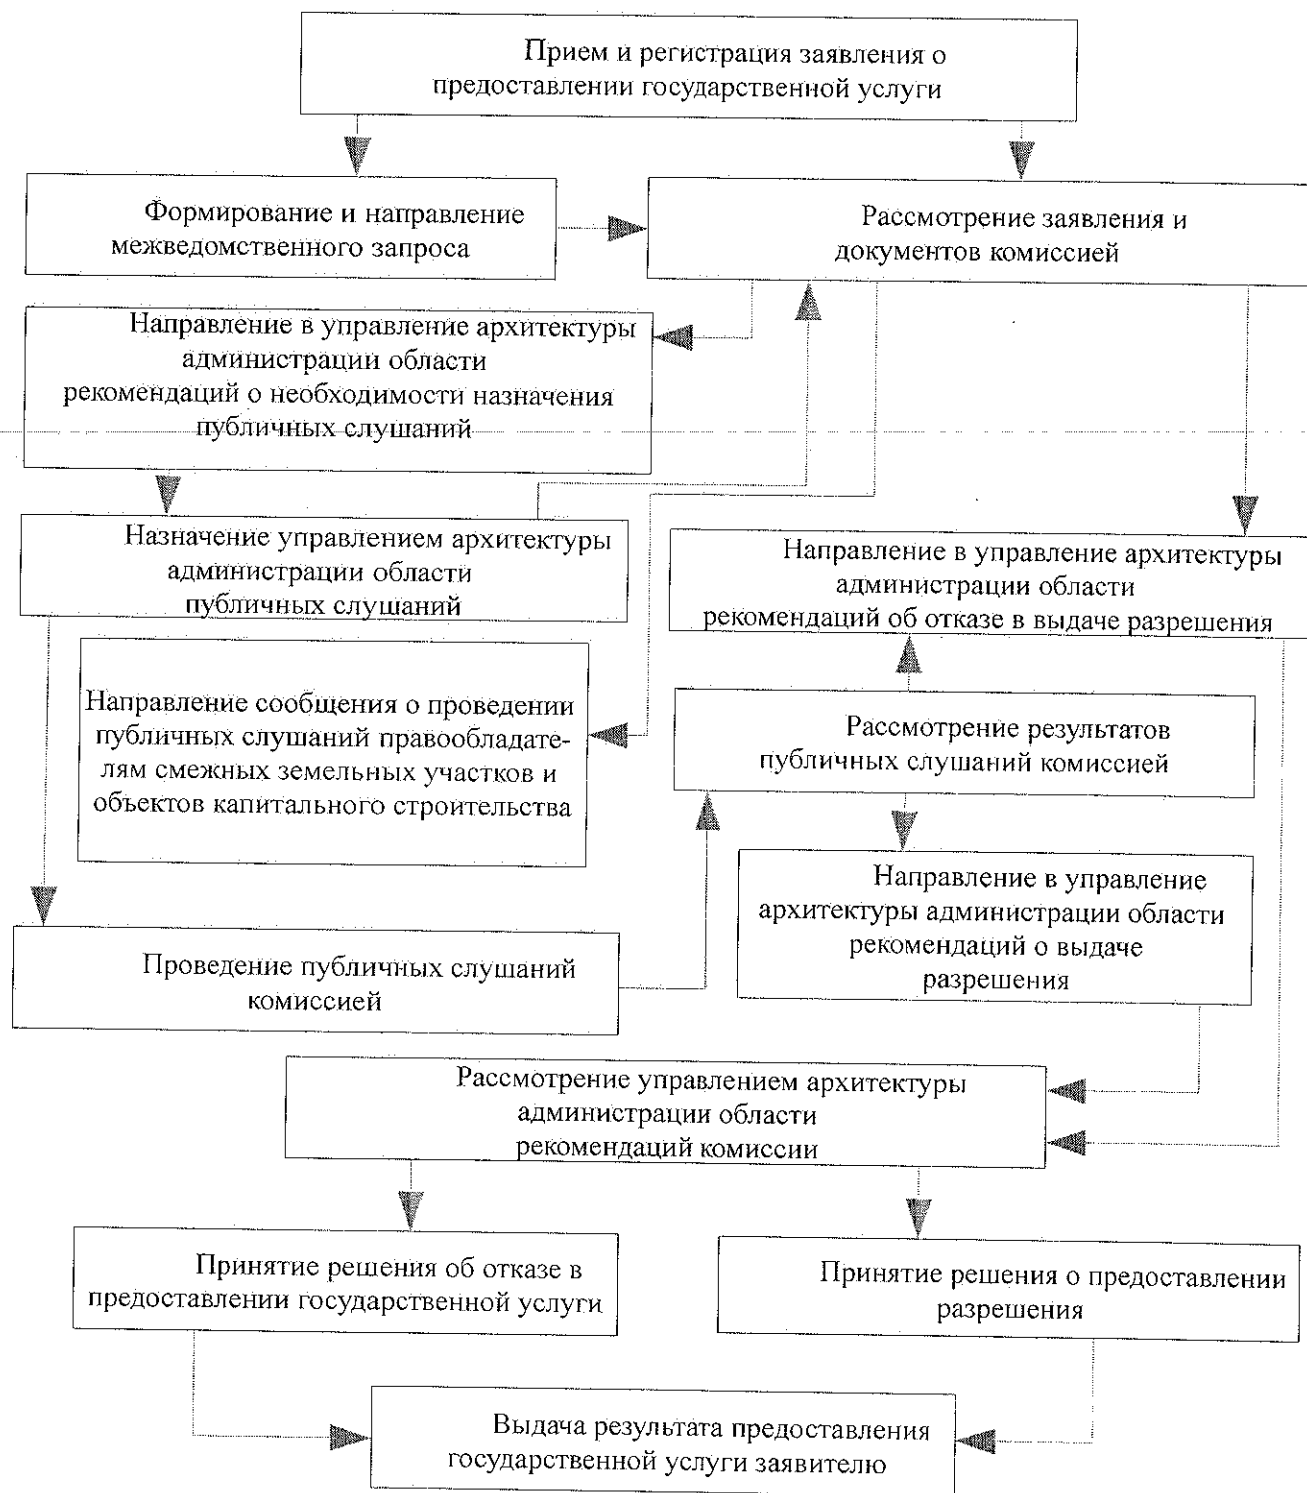 Прием и регистрация заявления о
предоставлении государственной услуги
Формирование и направление
межведомственного запроса
Рассмотрение заявления и
документов комиссией
Направление в управление архитектуры
администрации области
рекомендаций о необходимости назначения
публичных слушаний
Назначение управлением архитектуры
администрации области
публичных слушаний
Направление в управление архитектуры
администрации области
рекомендаций об отказе в выдаче разрешения
Направление сообщения о проведении
публичных слушаний правообладате-
лям смежных земельных участков и
объектов капитального строительства
Рассмотрение результатов
публичных слушаний комиссией
Направление в управление
архитектуры администрации области
рекомендаций о выдаче
разрешения
Проведение публичных слушаний
комиссией
Рассмотрение управлением архитектуры
администрации области
рекомендаций комиссии
Принятие решения об отказе в
предоставлении государственной услуги
Принятие решения о предоставлении
разрешения
Выдача результата предоставления
государственной услуги заявителю